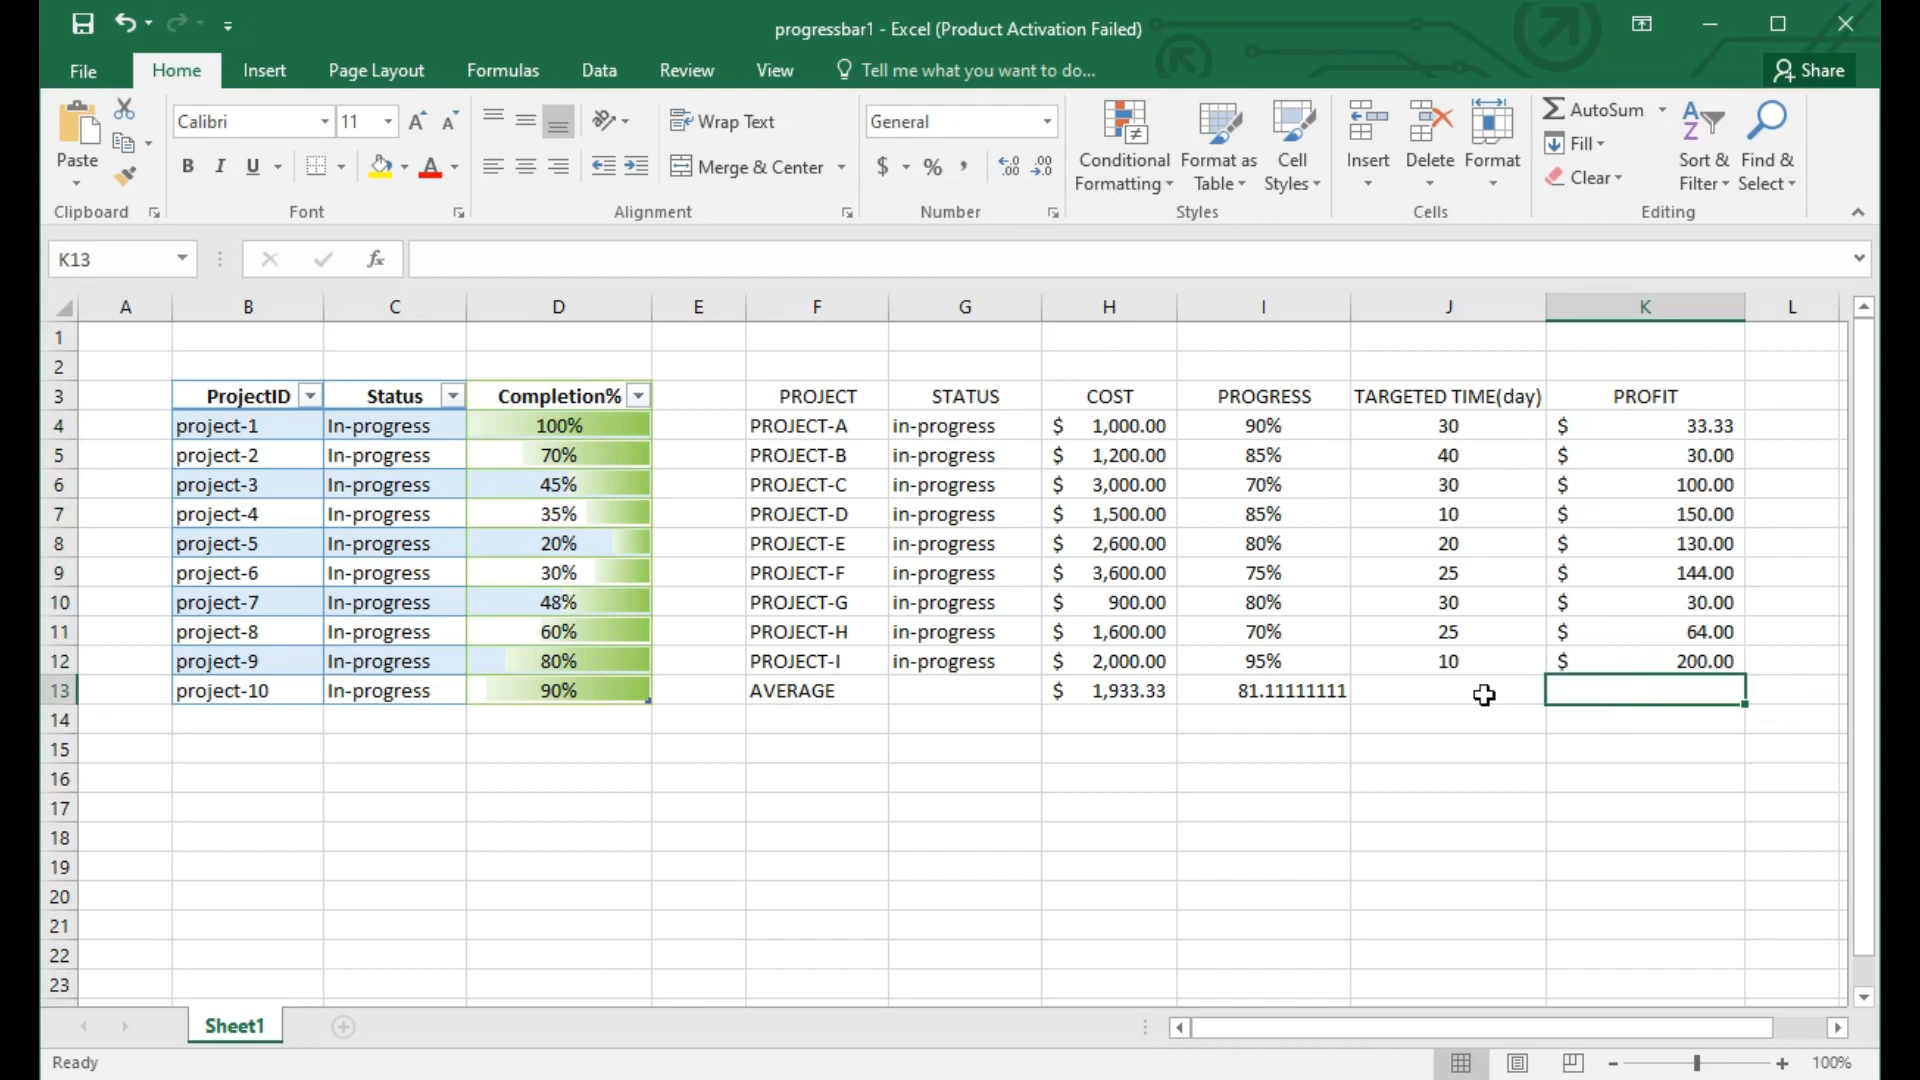 progressbar1 - Excel (Product Activation Failed)
File Home Insert Page Layout Formulas Data Review View Tell me what you want to do... Share
Paste
Calibri 11
B I U A
Wrap Text
Merge & Center
General
$ % ,
Conditional Formatting
Format as Table
Cell Styles
Insert Delete Format
AutoSum
Fill
Clear
Sort & Filter
Find & Select
Clipboard Font Alignment Number Styles Cells Editing
K13 fx
A B C D E F G H I J K L
1
2
3 ProjectID Status Completion% PROJECT STATUS COST PROGRESS TARGETED TIME(day) PROFIT
4 project-1 In-progress 100% PROJECT-A in-progress $ 1,000.00 90% 30 $ 33.33
5 project-2 In-progress 70% PROJECT-B in-progress $ 1,200.00 85% 40 $ 30.00
6 project-3 In-progress 45% PROJECT-C in-progress $ 3,000.00 70% 30 $ 100.00
7 project-4 In-progress 35% PROJECT-D in-progress $ 1,500.00 85% 10 $ 150.00
8 project-5 In-progress 20% PROJECT-E in-progress $ 2,600.00 80% 20 $ 130.00
9 project-6 In-progress 30% PROJECT-F in-progress $ 3,600.00 75% 25 $ 144.00
10 project-7 In-progress 48% PROJECT-G in-progress $ 900.00 80% 30 $ 30.00
11 project-8 In-progress 60% PROJECT-H in-progress $ 1,600.00 70% 25 $ 64.00
12 project-9 In-progress 80% PROJECT-I in-progress $ 2,000.00 95% 10 $ 200.00
13 project-10 In-progress 90% AVERAGE $ 1,933.33 81.11111111
14
15
16
17
18
19
20
21
22
23
Sheet1
Ready 100%